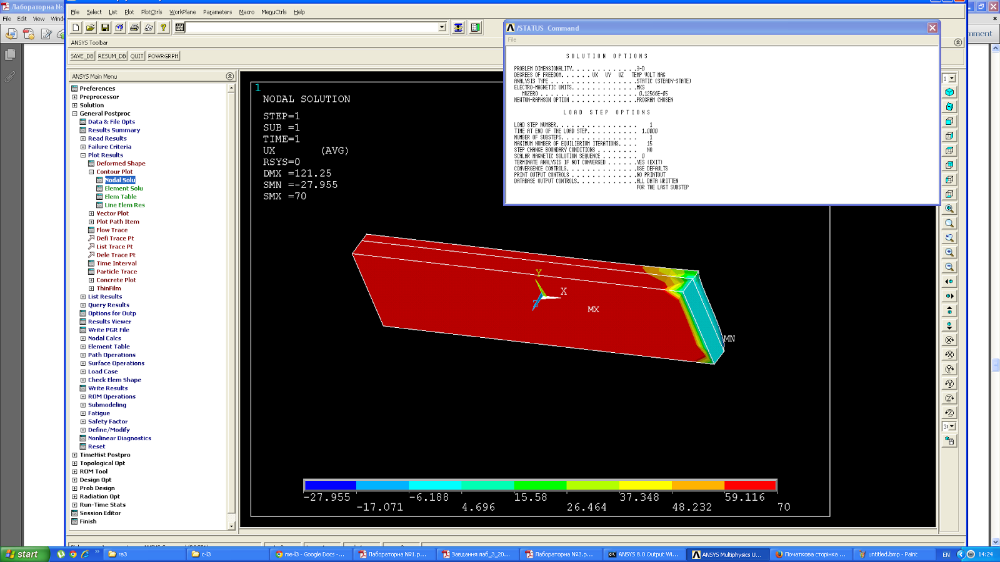 Лабораторна №
File Edit View Windo
File Select List Plot PlotCtrls WorkPlane Parameters Macro MenuCtrls Help
ANSYS Toolbar
SAVE_DB RESUM_DB QUIT POWRGRPH
ANSYS Main Menu
Preferences
Preprocessor
Solution
General Postproc
Data & File Opts
Results Summary
Read Results
Failure Criteria
Plot Results
Deformed Shape
Contour Plot
Nodal Solu
Element Solu
Elem Table
Line Elem Res
Vector Plot
Plot Path Item
Flow Trace
Defi Trace Pt
List Trace Pt
Dele Trace Pt
Time Interval
Particle Trace
Concrete Plot
ThinFilm
List Results
Query Results
Options for Outp
Results Viewer
Write PGR File
Nodal Calcs
Element Table
Path Operations
Surface Operations
Load Case
Check Elem Shape
Write Results
ROM Operations
Submodeling
Fatigue
Safety Factor
Define/Modify
Nonlinear Diagnostics
Reset
TimeHist Postpro
Topological Opt
ROM Tool
Design Opt
Prob Design
Radiation Opt
Run-Time Stats
Session Editor
Finish
1
NODAL SOLUTION
STEP=1
SUB =1
TIME=1
UX (AVG)
RSYS=0
DMX =121.25
SMN =-27.955
SMX =70
Y
X
Z
MX
MN
-27.955 -6.188 15.58 37.348 59.116
-17.071 4.696 26.464 48.232 70
/STATUS Command
File
SOLUTION OPTIONS
PROBLEM DIMENSIONALITY. . . . . . . . . . . . .3-D
DEGREES OF FREEDOM. . . . . . UX UY UZ TEMP VOLT MAG
ANALYSIS TYPE . . . . . . . . . . . . . . . . .STATIC (STEADY-STATE)
ELECTRO-MAGNETIC UNITS. . . . . . . . . . . . .MKS
MUZERO . . . . . . . . . . . . . . . . . . . 0.12566E-05
NEWTON-RAPHSON OPTION . . . . . . . . . . . . .PROGRAM CHOSEN
LOAD STEP OPTIONS
LOAD STEP NUMBER. . . . . . . . . . . . . . . . 1
TIME AT END OF THE LOAD STEP. . . . . . . . . . 1.0000
NUMBER OF SUBSTEPS. . . . . . . . . . . . . . . 1
MAXIMUM NUMBER OF EQUILIBRIUM ITERATIONS. . . . 15
STEP CHANGE BOUNDARY CONDITIONS . . . . . . . . NO
SCALAR MAGNETIC SOLUTION SEQUENCE . . . . . . . 0
TERMINATE ANALYSIS IF NOT CONVERGED . . . . . .YES (EXIT)
CONVERGENCE CONTROLS. . . . . . . . . . . . . .USE DEFAULTS
PRINT OUTPUT CONTROLS . . . . . . . . . . . . .NO PRINTOUT
DATABASE OUTPUT CONTROLS. . . . . . . . . . . .ALL DATA WRITTEN
FOR THE LAST SUBSTEP
mment
1
start
re3
c-l3
me-l3 - Google Docs -...
Лабораторна №1.p...
Завдання лаб_3_20...
Лабораторна №3.p...
ANSYS 8.0 Output Wi...
ANSYS Multiphysics U...
Початкова сторінка ...
untitled.bmp - Paint
EN
14:24